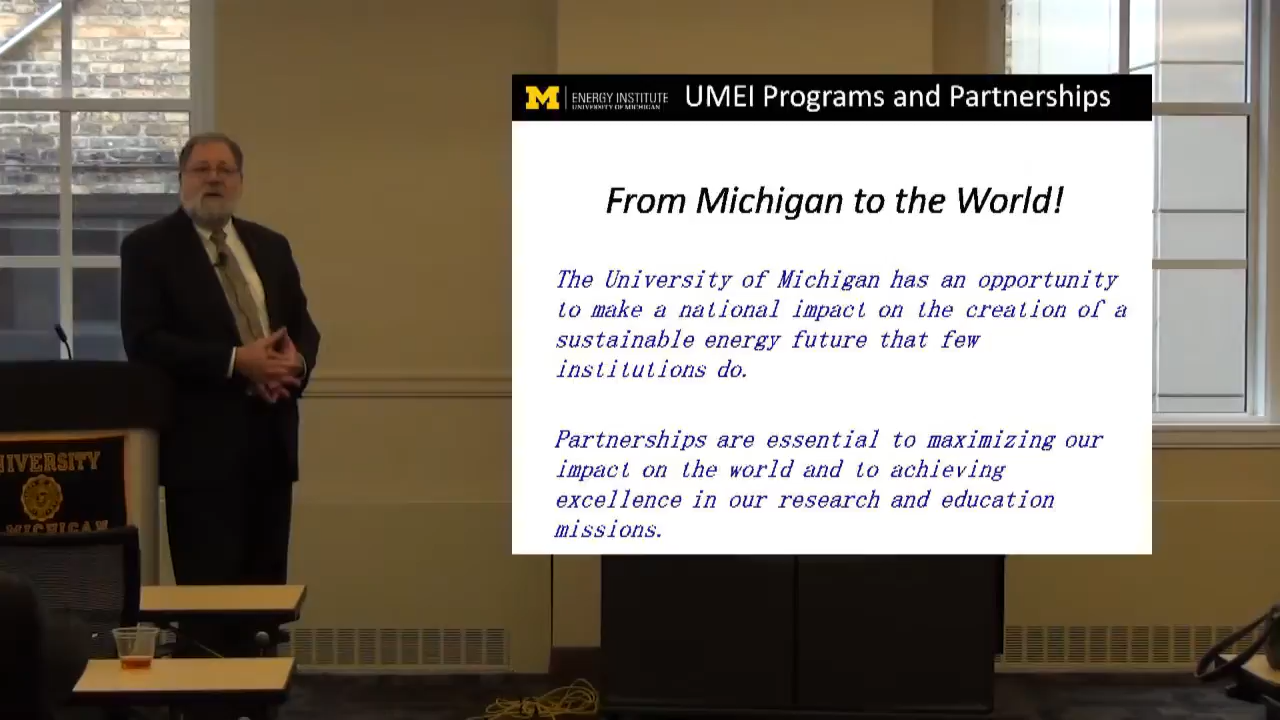 M ENERGY INSTITUTE UMEI Programs and Partnerships
UNIVERSITY OF MICHIGAN
From Michigan to the World!
The University of Michigan has an opportunity
to make a national impact on the creation of a
sustainable energy future that few
institutions do.
Partnerships are essential to maximizing our
impact on the world and to achieving
excellence in our research and education
missions.
NIVERSITY
MICHIGAN